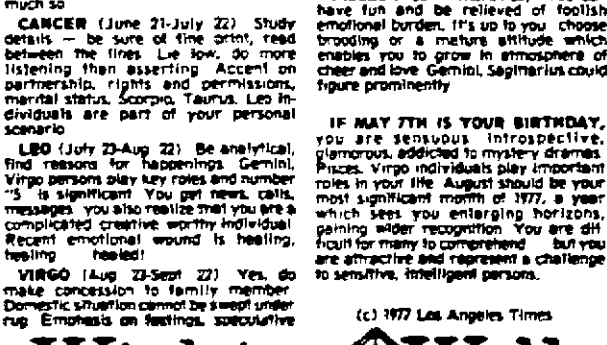 much so
CANCER (June 21-July 22) Study
details — be sure of fine print, read
between the lines. Lie low, do more
listening than asserting Accent on
partnership, rights and permissions,
marital status. Scorpio, Taurus. Leo in-
dividuals are part of your personal
scenario
LEO (July 23-Aug 22) Be analytical,
find reasons for happenings Gemini,
Virgo persons play key roles and number
"5 is significant You get news, calls,
messages you also realize that you are a
complicated creative worthy individual
Recent emotional wound is healing,
healing healed!
VIRGO (Aug 23-Sept 22) Yes, do
make concession to family member
Domestic situation cannot be swept under
rug Emphasis on feelings, speculative
have fun and be relieved of foolish
emotional burden. It's up to you choose
brooding or a mature attitude which
enables you to grow in atmosphere of
cheer and love Gemini, Sagittarius could
figure prominently
IF MAY 7TH IS YOUR BIRTHDAY,
you are sensuous introspective,
glamorous, addicted to mystery dramas
Pisces, Virgo individuals play important
roles in your life August should be your
most significant month of 1977, a year
which sees you enlarging horizons,
gaining wider recognition You are dif
ficult for many to comprehend but you
are attractive and represent a challenge
to sensitive, intelligent persons.
(c) 1977 Los Angeles Times